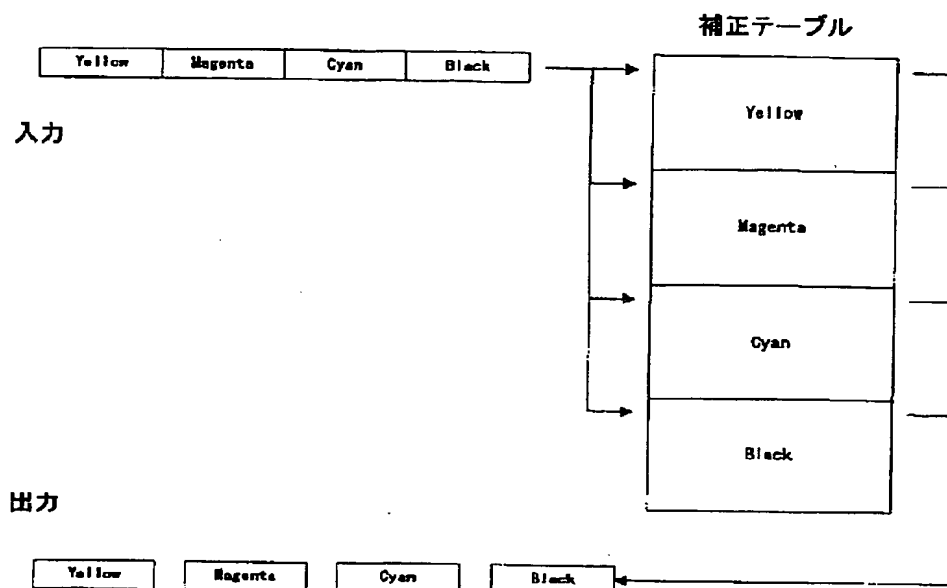 補正テーブル
Yellow Magenta Cyan Black
入力
Yellow
Magenta
Cyan
Black
出力
Yellow Magenta Cyan Black